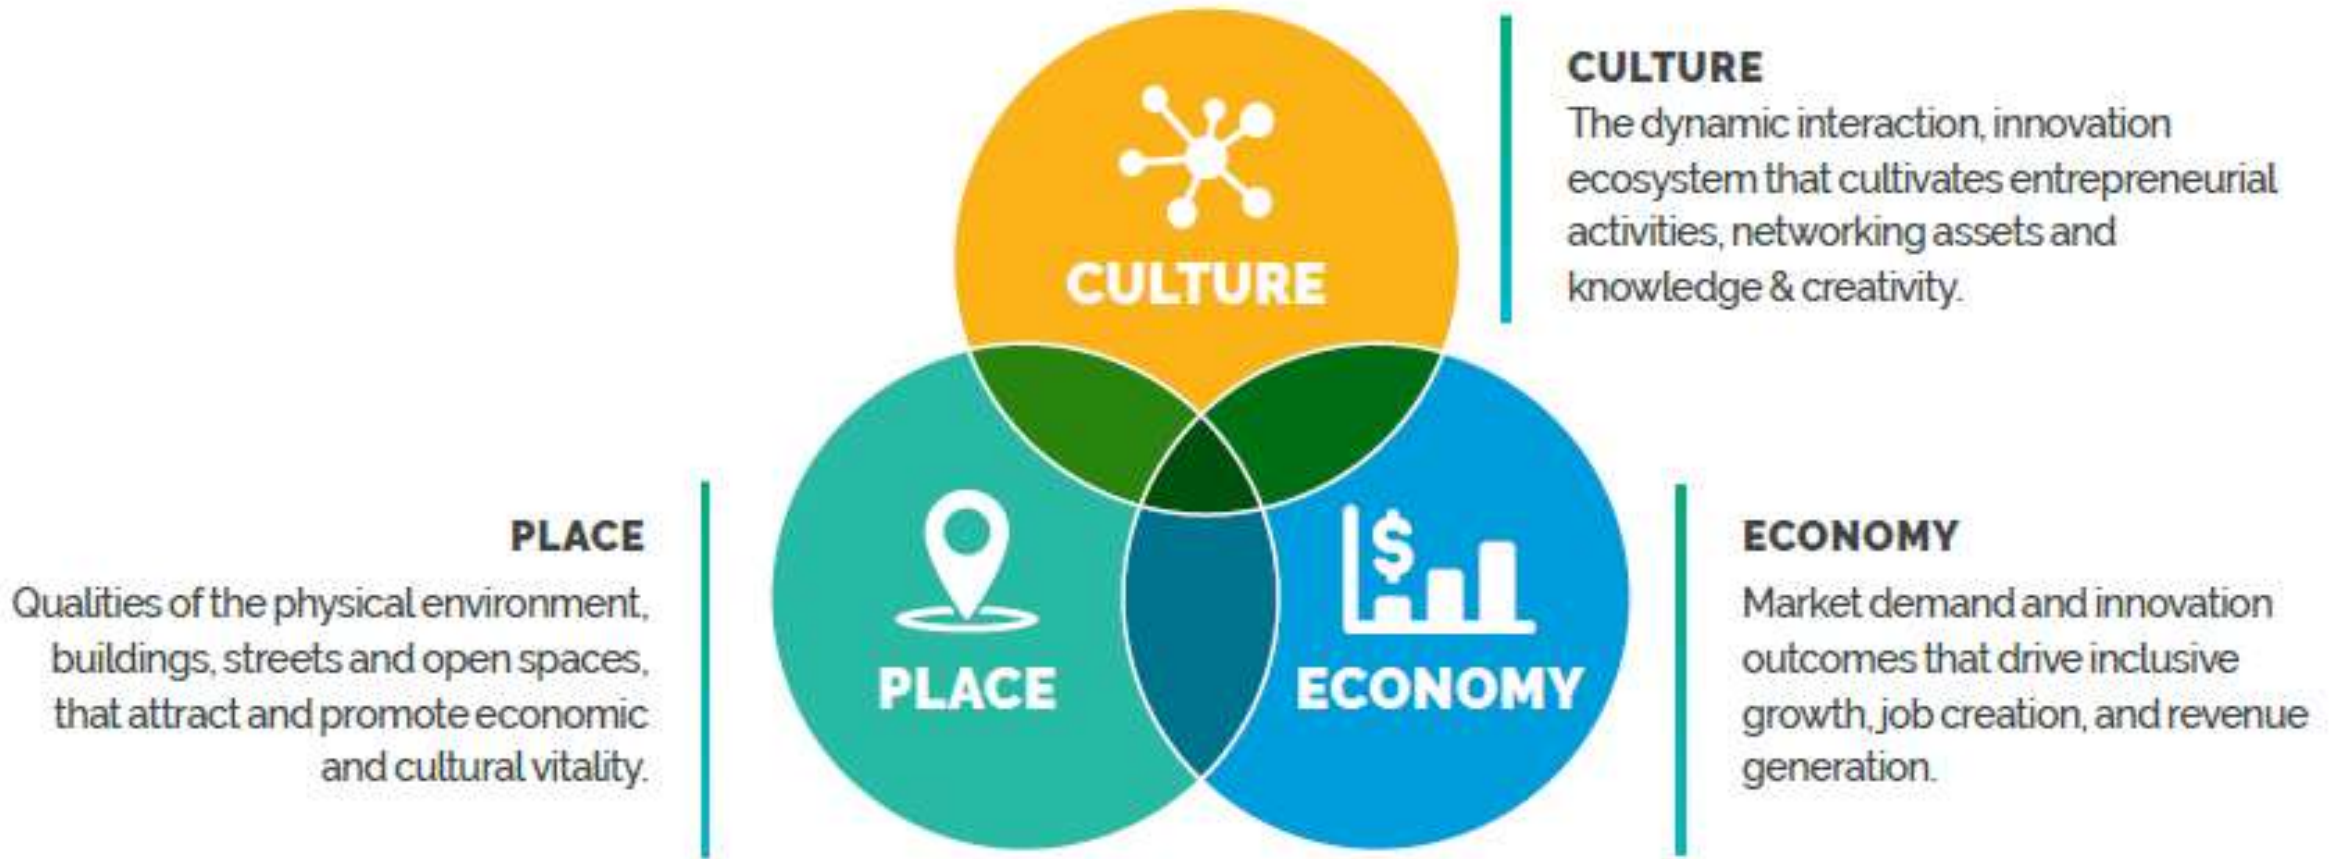 CULTURE
CULTURE
The dynamic interaction, innovation
ecosystem that cultivates entrepreneurial
activities, networking assets and
knowledge & creativity.
PLACE
Qualities of the physical environment,
buildings, streets and open spaces,
that attract and promote economic
and cultural vitality.
$
PLACE
ECONOMY
ECONOMY
Market demand and innovation
outcomes that drive inclusive
growth, job creation, and revenue
generation.